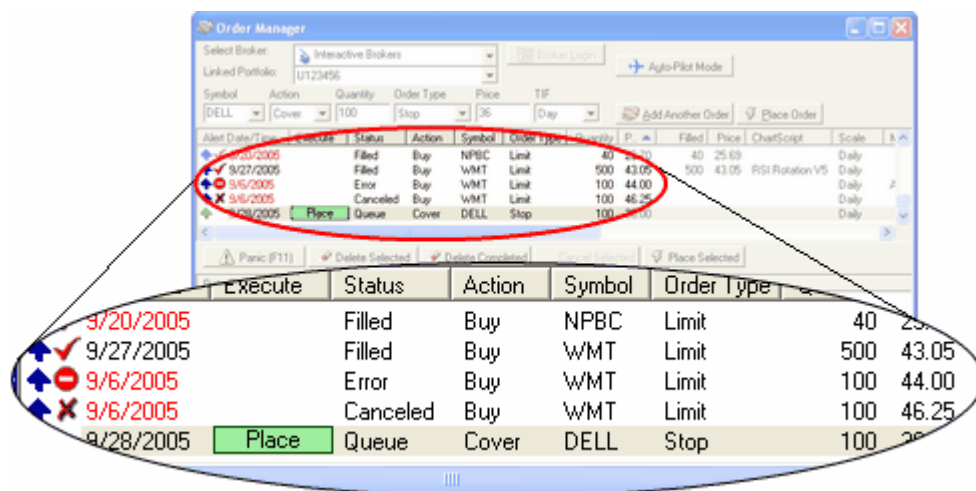 Order Manager
Select Broker: Interactive Brokers Broker Login
Linked Portfolio: U123456 Auto-Pilot Mode
Symbol Action Quantity Order Type Price TIF
DELL Cover 100 Stop 36 Day Add Another Order Place Order
Alert Date/Time Execute Status Action Symbol Order Type Quantity P... Filled Price ChartScript Scale
9/20/2005 Filled Buy NPBC Limit 40 40 25.69 Daily
9/27/2005 Filled Buy WMT Limit 500 43.05 500 43.05 RSI Rotation V5 Daily
9/6/2005 Error Buy WMT Limit 100 44.00 Daily
9/6/2005 Canceled Buy WMT Limit 100 46.25 Daily
9/28/2005 Place Queue Cover DELL Stop 100 Daily
Panic (F11) Delete Selected Delete Completed Cancel Selected Place Selected
Execute Status Action Symbol Order Type
9/20/2005 Filled Buy NPBC Limit 40
9/27/2005 Filled Buy WMT Limit 500 43.05
9/6/2005 Error Buy WMT Limit 100 44.00
9/6/2005 Canceled Buy WMT Limit 100 46.25
9/28/2005 Place Queue Cover DELL Stop 100